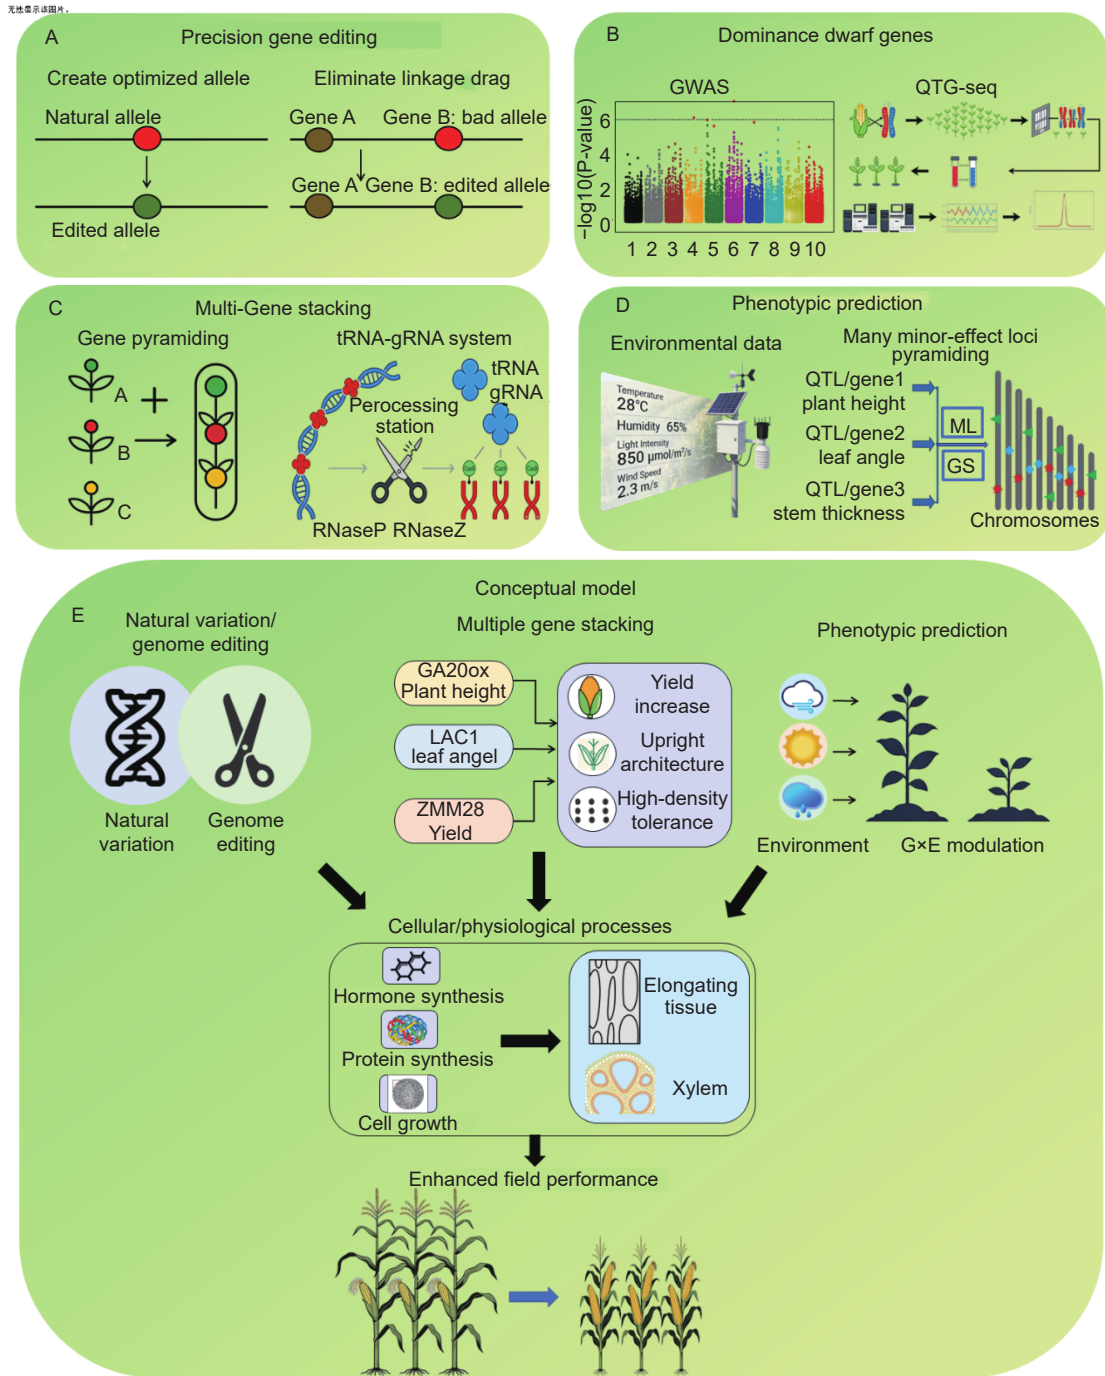 无法显示该图片。
A
Precision gene editing
Create optimized allele
Eliminate linkage drag
Natural allele
Gene A
Gene B: bad allele
Gene A
Gene B: edited allele
Edited allele
B
Dominance dwarf genes
GWAS
QTG-seq
−log10(P-value)
6
4
2
0
1 2 3 4 5 6 7 8 9 10
C
Multi-Gene stacking
Gene pyramiding
tRNA-gRNA system
A
B
C
tRNA
gRNA
Perocessing
station
Cas9 Cas9 Cas9
RNaseP RNaseZ
D
Phenotypic prediction
Environmental data
Many minor-effect loci
pyramiding
Temperature
28°C
Humidity 65%
Light Intensity
850 μmol/m²/s
Wind Speed
2.3 m/s
QTL/gene1
plant height
QTL/gene2
leaf angle
QTL/gene3
stem thickness
ML
GS
Chromosomes
E
Conceptual model
Natural variation/
genome editing
Multiple gene stacking
Phenotypic prediction
Natural
variation
Genome
editing
GA20ox
Plant height
LAC1
leaf angel
ZMM28
Yield
Yield
increase
Upright
architecture
High-density
tolerance
Environment
G×E modulation
Cellular/physiological processes
Hormone synthesis
Protein synthesis
Cell growth
Elongating
tissue
Xylem
Enhanced field performance